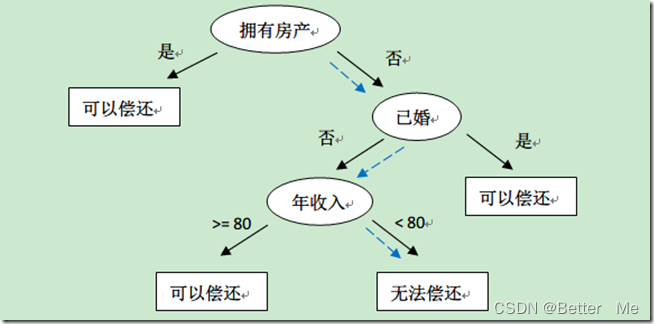 拥有房产
是
否
可以偿还
已婚
否
是
年收入
可以偿还
>= 80
< 80
可以偿还
无法偿还
CSDN @Better Me